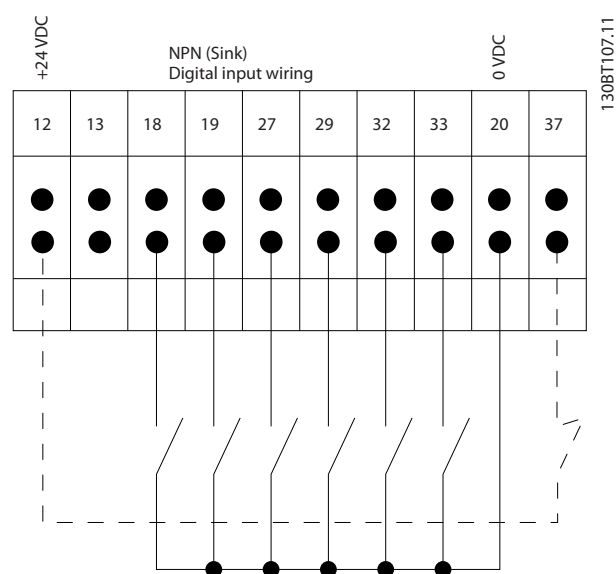 +24 VDC
NPN (Sink)
Digital input wiring
0 VDC
130BT107.11
12 13 18 19 27 29 32 33 20 37